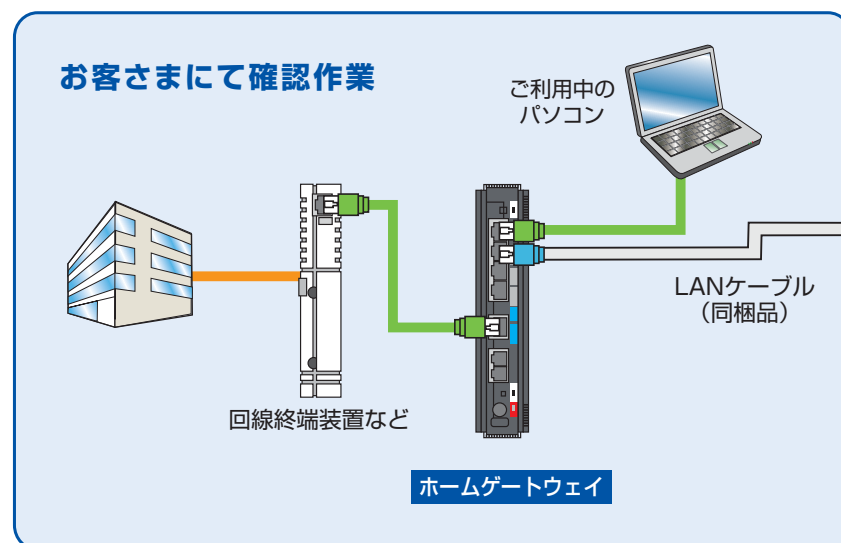 お客さまにて確認作業
ご利用中の
パソコン
LANケーブル
（同梱品）
回線終端装置など
ホームゲートウェイ